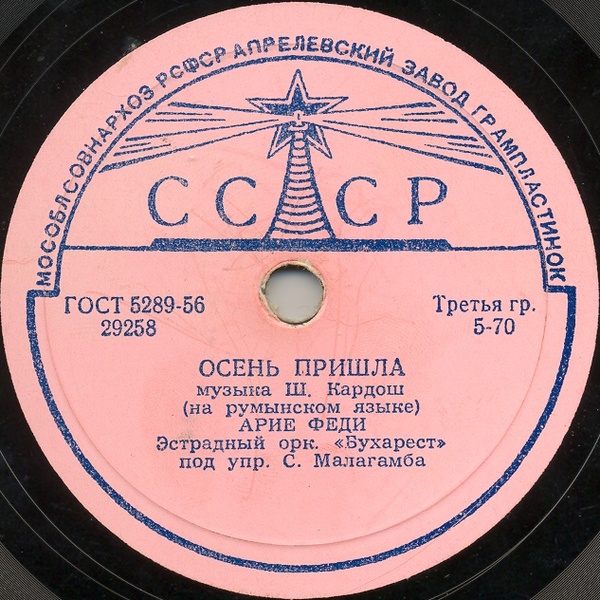 МОСОБЛСОВНАРХОЗ РСФСР АПРЕЛЕВСКИЙ ЗАВОД ГРАМПЛАСТИНОК
СССР
ГОСТ 5289-56
29258
Третья гр.
5-70
ОСЕНЬ ПРИШЛА
музыка Ш. Кардош
(на румынском языке)
АРИЕ ФЕДИ
Эстрадный орк. «Бухарест»
под упр. С. Малагамба